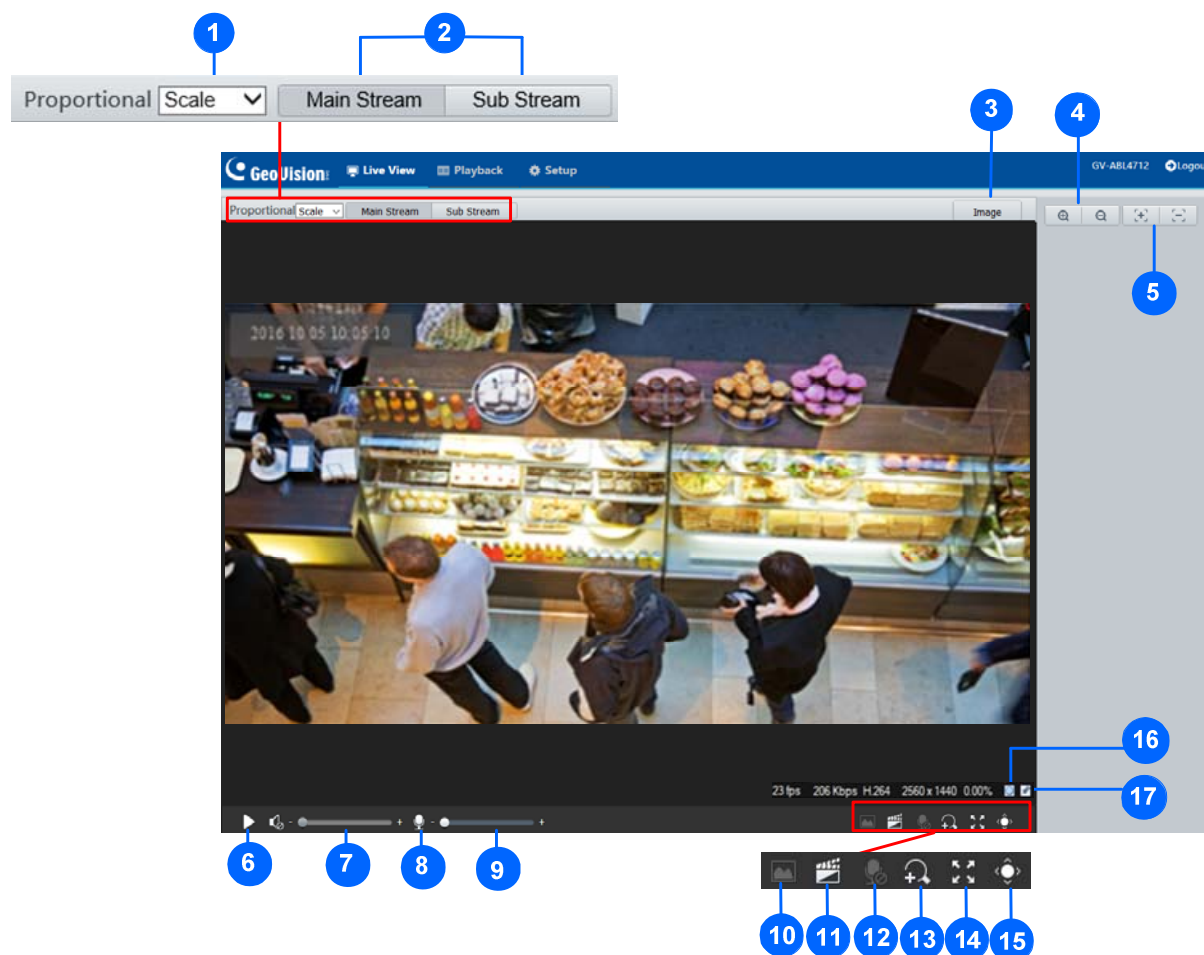 1
2
Proportional Scale Main Stream Sub Stream
3
4
GeoVision Live View Playback Setup
GV-ABL4712 Logou
Proportional Scale Main Stream Sub Stream Image
5
2016 10 05 10:05:10
16
23 fps 206 Kbps H.264 2560 x 1440 0.00%
17
- + - +
6
7
8
9
10
11
12
13
14
15